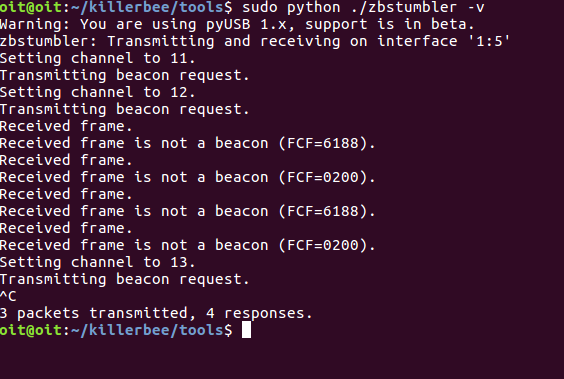 oit@oit:~/killerbee/tools$ sudo python ./zbstumbler -v
Warning: You are using pyUSB 1.x, support is in beta.
zbstumbler: Transmitting and receiving on interface '1:5'
Setting channel to 11.
Transmitting beacon request.
Setting channel to 12.
Transmitting beacon request.
Received frame.
Received frame is not a beacon (FCF=6188).
Received frame.
Received frame is not a beacon (FCF=0200).
Received frame.
Received frame is not a beacon (FCF=6188).
Received frame.
Received frame is not a beacon (FCF=0200).
Setting channel to 13.
Transmitting beacon request.
^C
3 packets transmitted, 4 responses.
oit@oit:~/killerbee/tools$